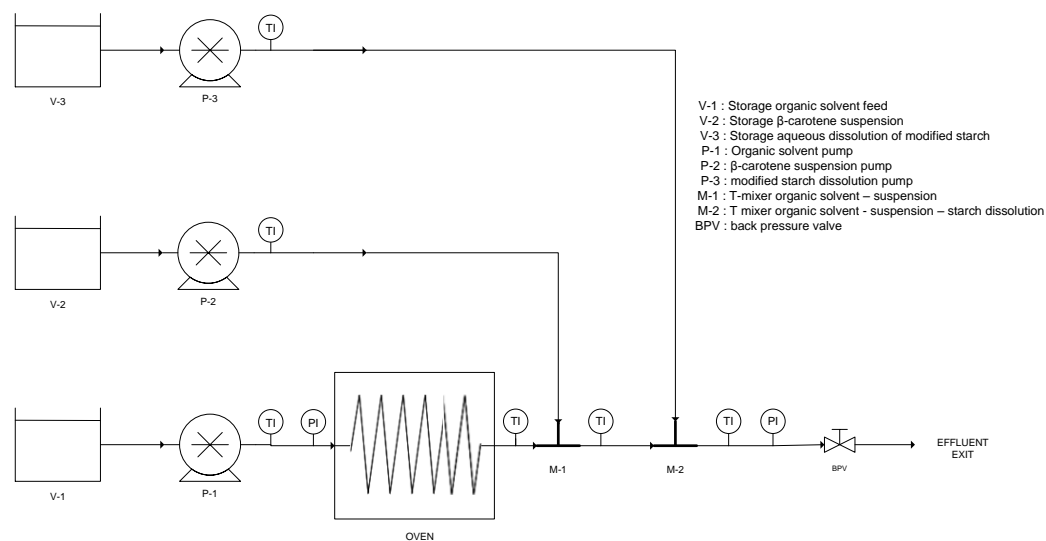 TI
V-3
P-3
V-1 : Storage organic solvent feed
V-2 : Storage β-carotene suspension
V-3 : Storage aqueous dissolution of modified starch
P-1 : Organic solvent pump
P-2 : β-carotene suspension pump
P-3 : modified starch dissolution pump
M-1 : T-mixer organic solvent – suspension
M-2 : T mixer organic solvent - suspension – starch dissolution
BPV : back pressure valve
TI
V-2
P-2
TI
PI
TI
TI
TI
PI
EFFLUENT
EXIT
M-1
M-2
BPV
V-1
P-1
OVEN